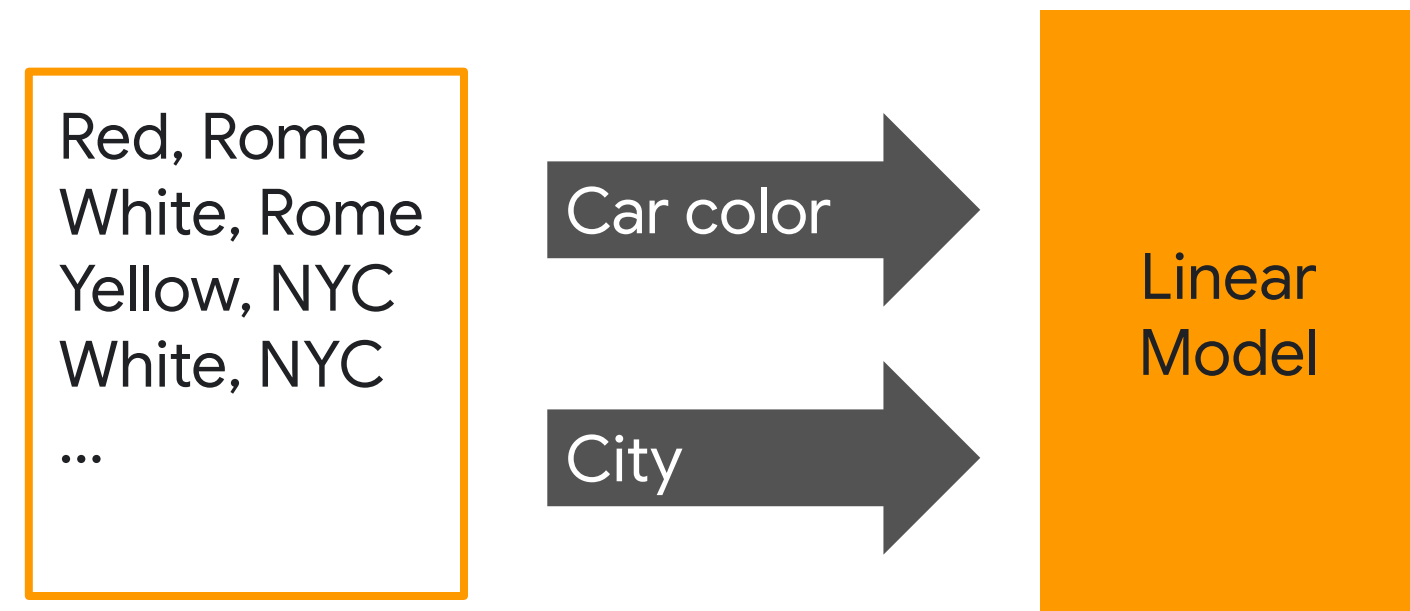 Red, Rome
White, Rome
Yellow, NYC
White, NYC
...
Car color
City
Linear
Model